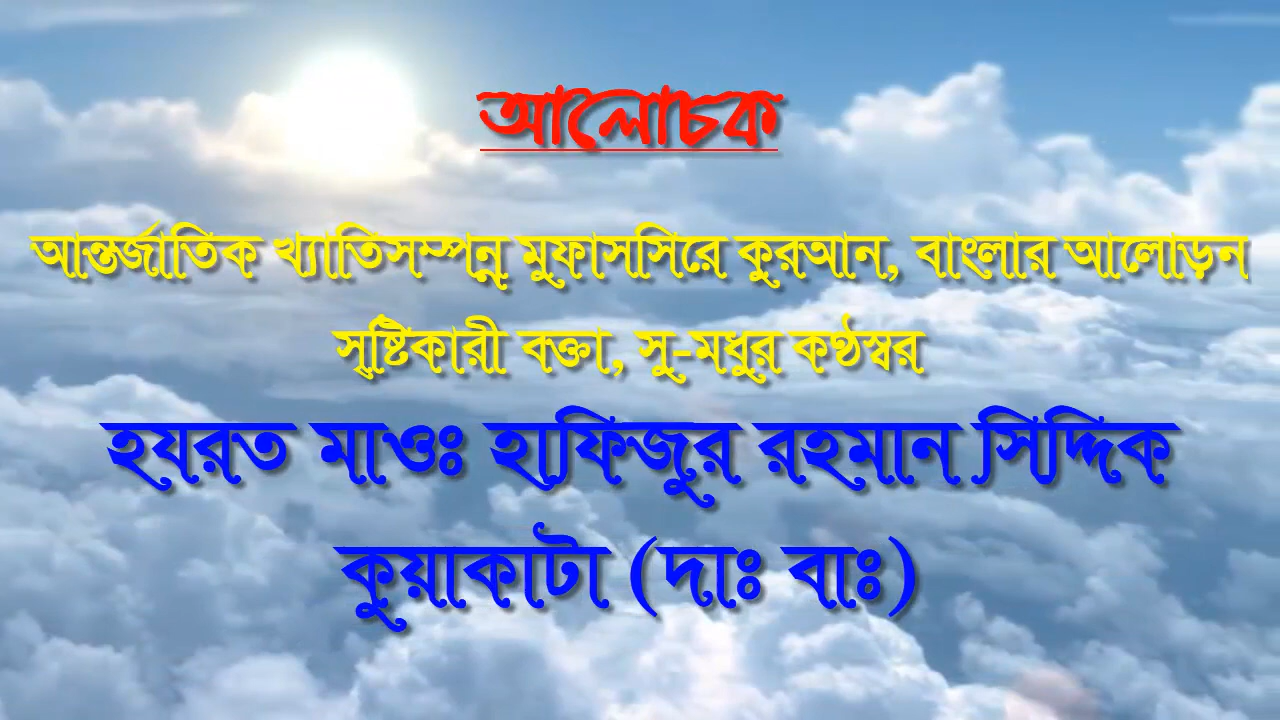 আলোচক
আন্তর্জাতিক খ্যাতিসম্পন্ন মুফাসসিরে কুরআন, বাংলার আলোড়ন
সৃষ্টিকারী বক্তা, সু-মধুর কণ্ঠস্বর
হযরত মাওঃ হাফিজুর রহমান সিদ্দিক
কুয়াকাটা (দাঃ বাঃ)